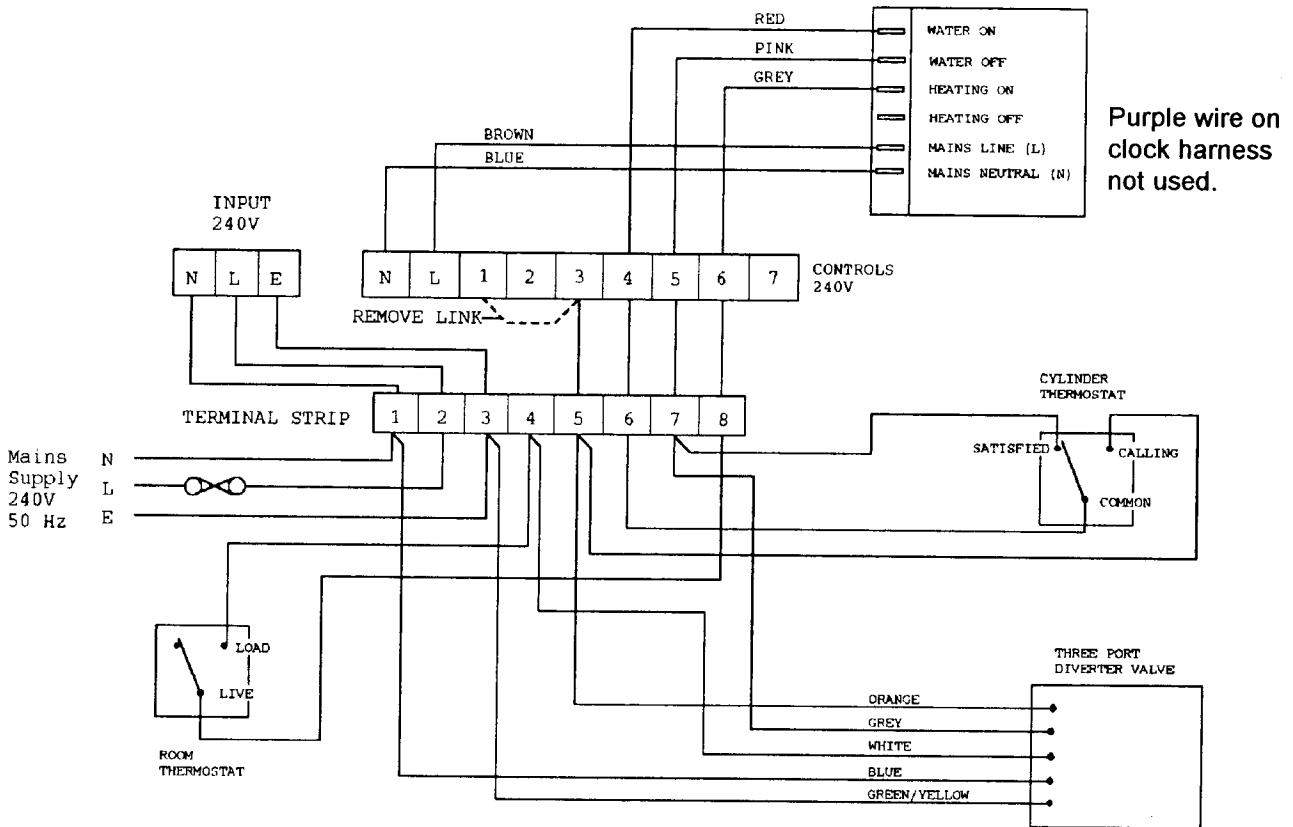 RED
WATER ON
PINK
WATER OFF
GREY
HEATING ON
HEATING OFF
BROWN
MAINS LINE (L)
BLUE
MAINS NEUTRAL (N)
Purple wire on
clock harness
not used.
INPUT
240V
N L E
N L 1 2 3 4 5 6 7
CONTROLS
240V
REMOVE LINK
TERMINAL STRIP
1 2 3 4 5 6 7 8
CYLINDER
THERMOSTAT
SATISFIED
CALLING
COMMON
Mains
Supply
240V
50 Hz
N
L
E
LOAD
LIVE
ROOM
THERMOSTAT
THREE PORT
DIVERTER VALVE
ORANGE
GREY
WHITE
BLUE
GREEN/YELLOW